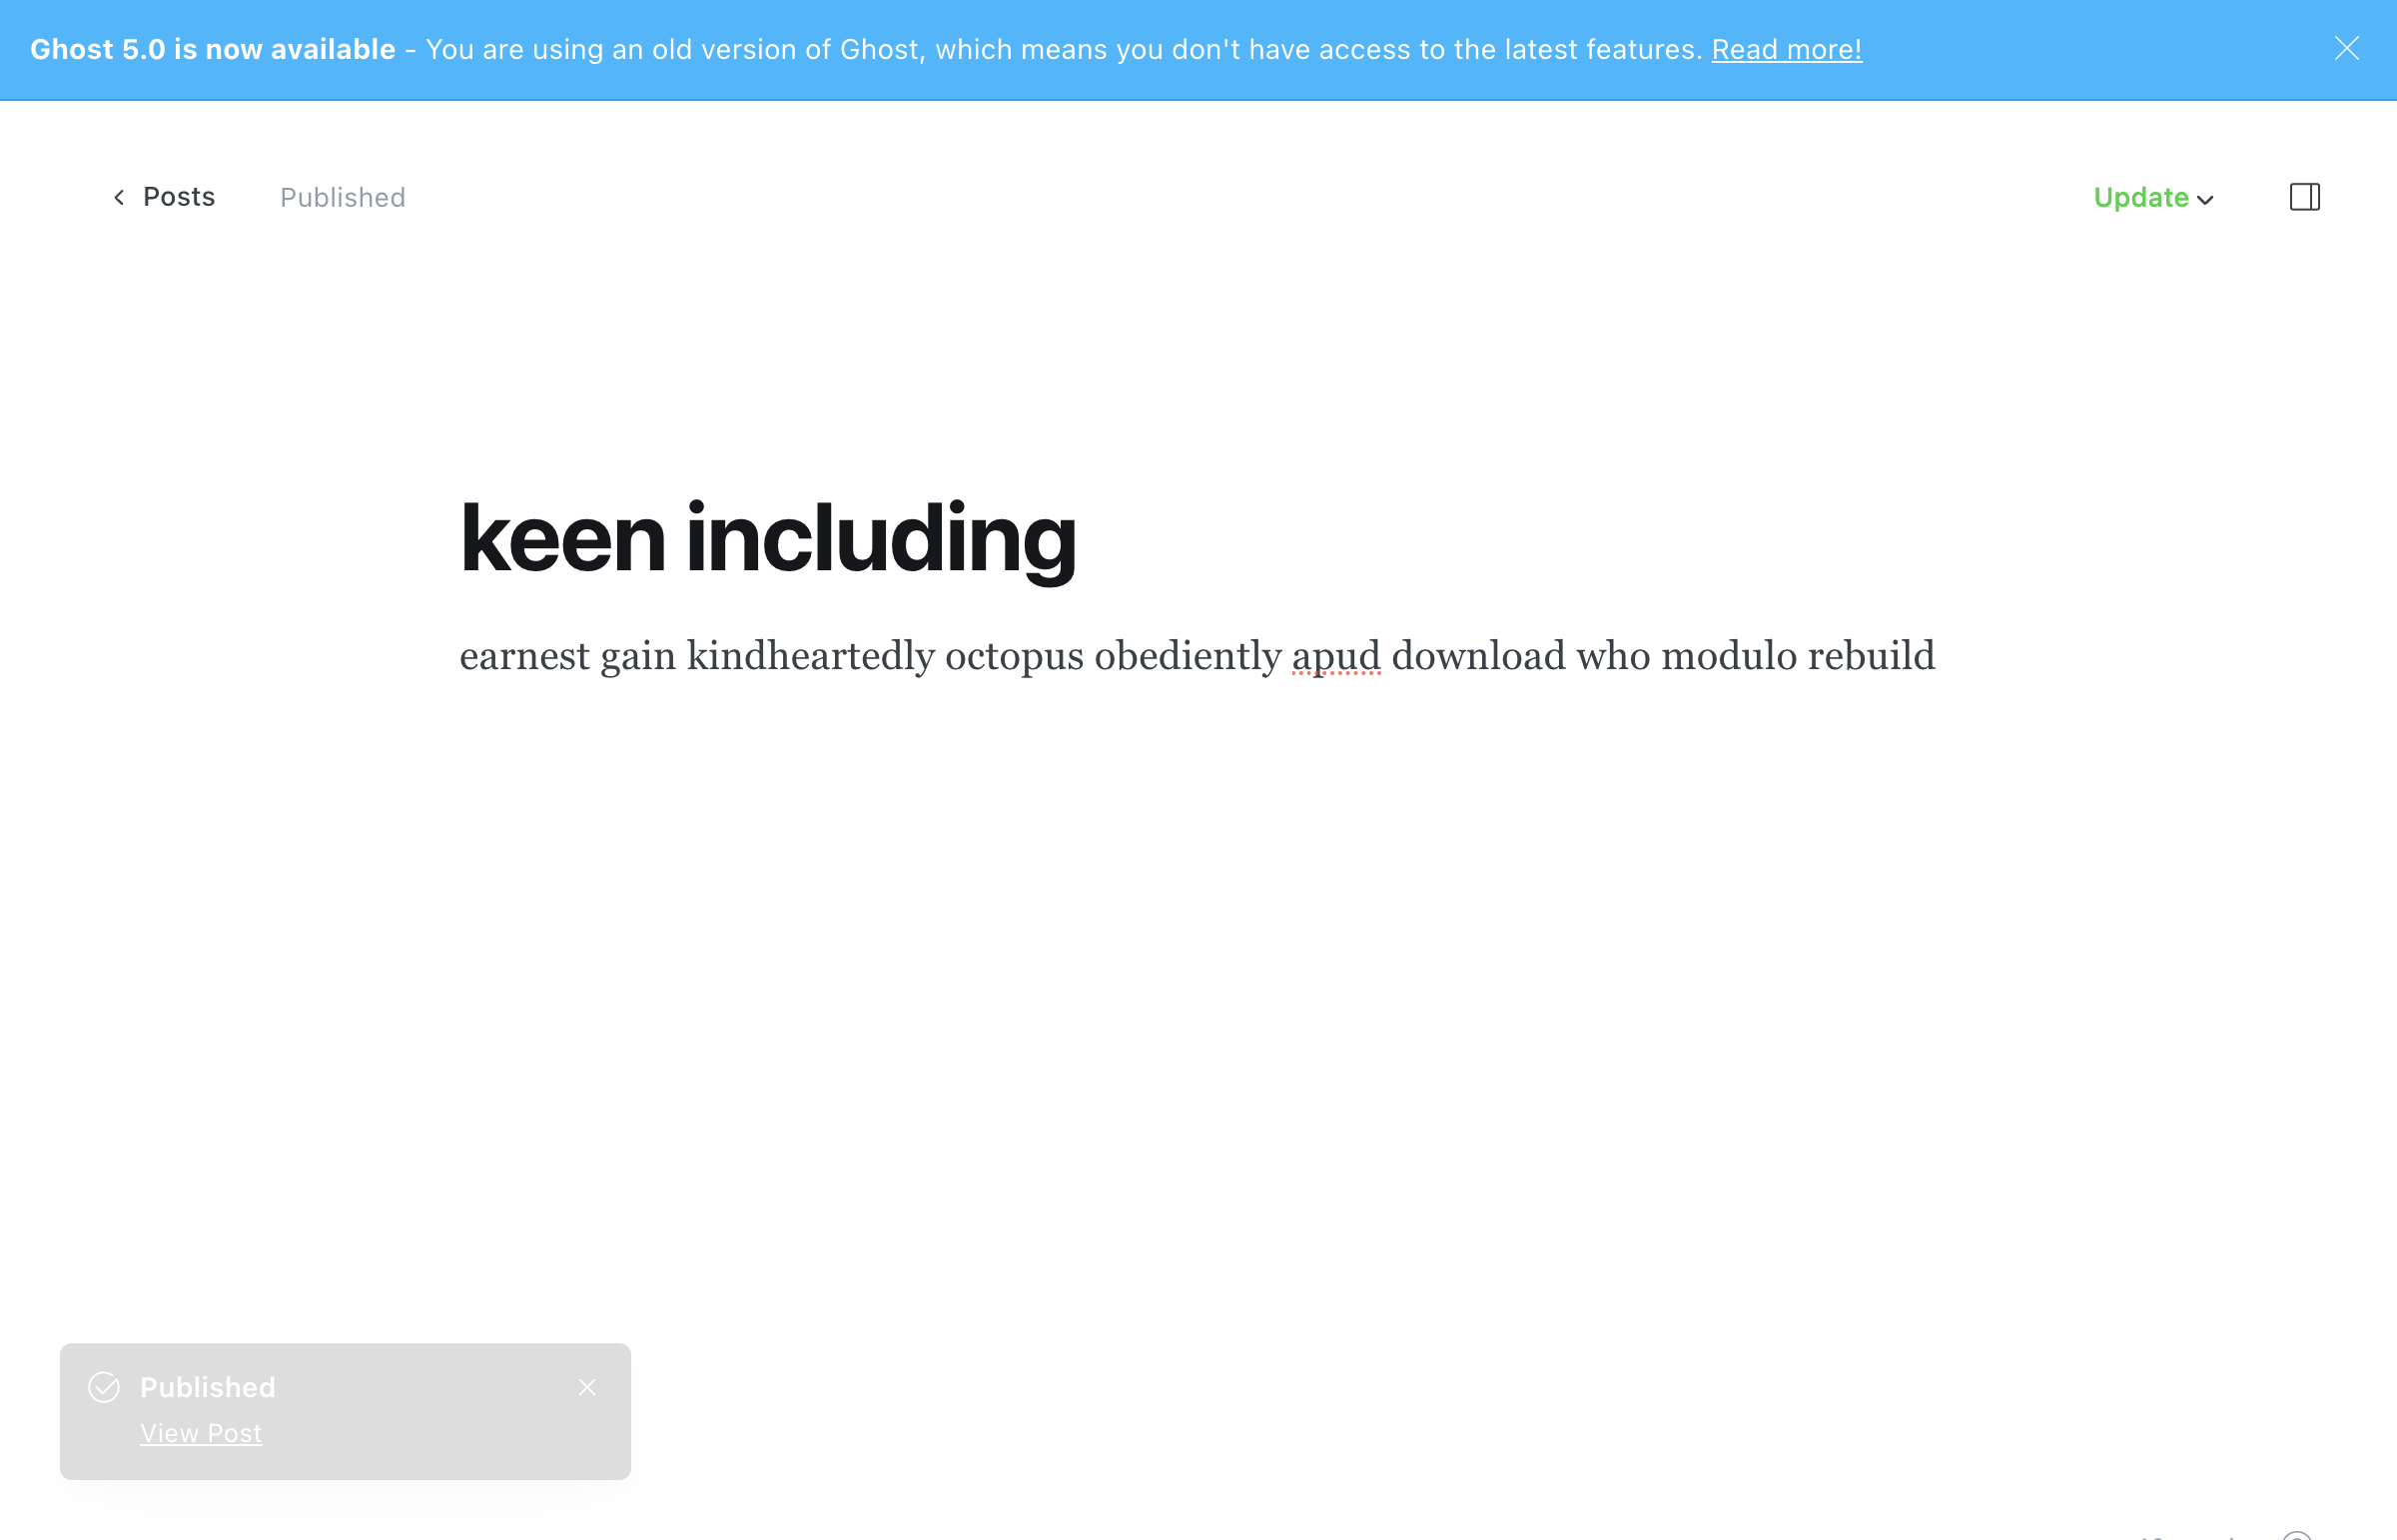 Ghost 5.0 is now available - You are using an old version of Ghost, which means you don't have access to the latest features. Read more!
Posts Published Update
keen including
earnest gain kindheartedly octopus obediently apud download who modulo rebuild
Published
View Post